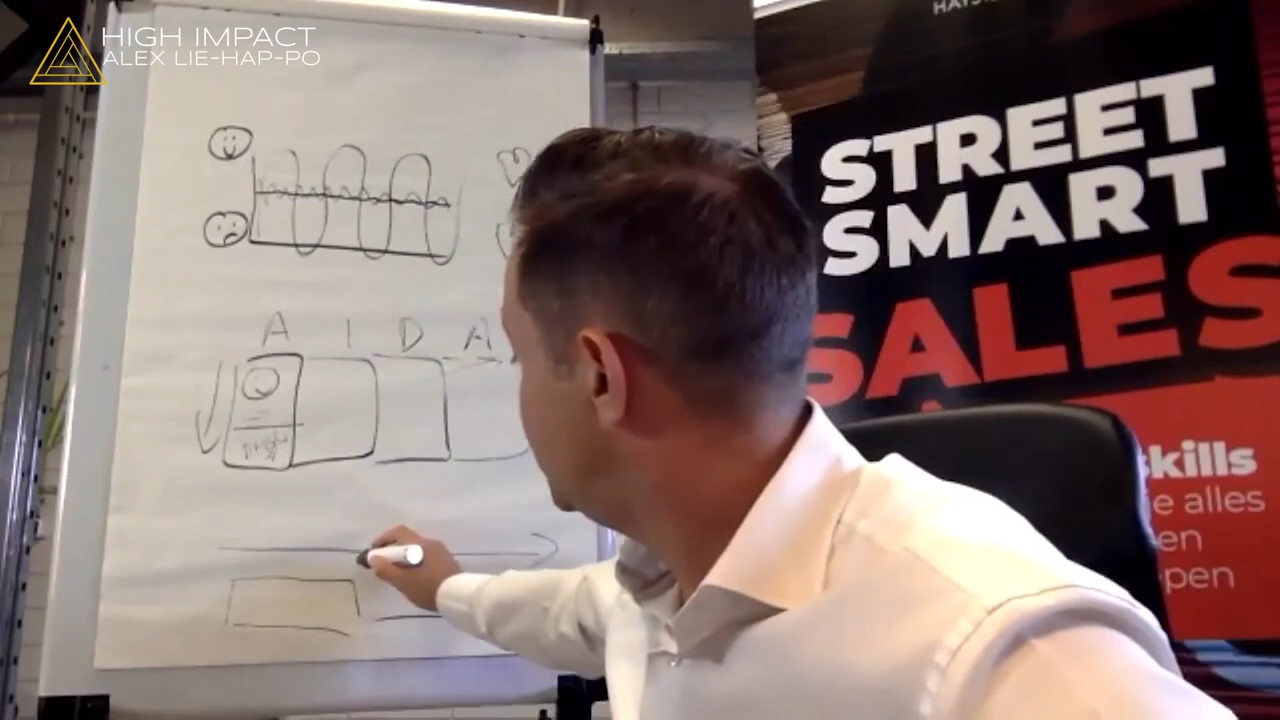 HIGH IMPACT
ALEX LIE-HAP-PO
A I D A
STREET
SMART
SALES
skills
e alles
en
pen